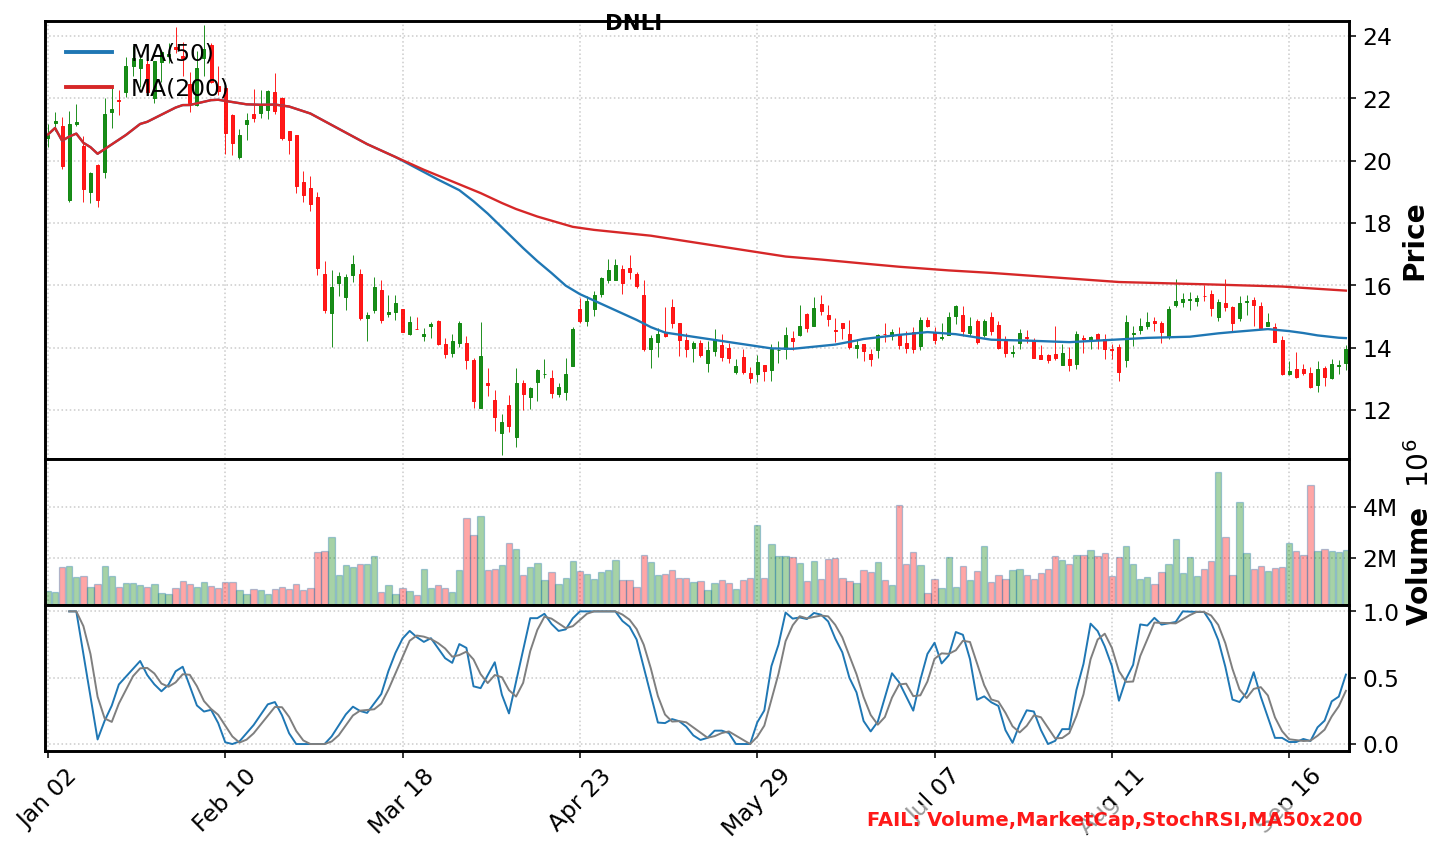 DNLI
MA(50)
MA(200)
24
22
20
18
16
14
12
Price
10⁶
4M
2M
Volume
1.0
0.5
0.0
Jan 02
Feb 10
Mar 18
Apr 23
May 29
Jul 07
Aug 11
Sep 16
FAIL: Volume,MarketCap,StochRSI,MA50x200